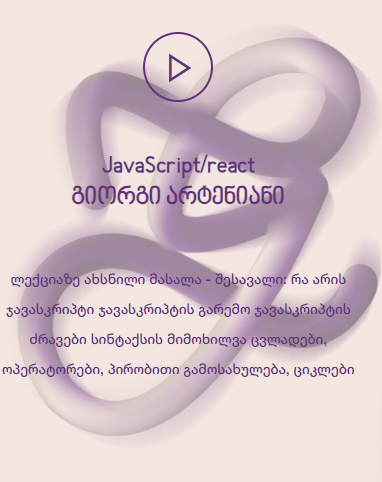 JavaScript/react
გიორგი არტენიანი
ლექციაზე ახსნილი მასალა - შესავალი: რა არის
ჯავასკრიპტი ჯავასკრიპტის გარემო ჯავასკრიპტის
ძრავები სინტაქსის მიმოხილვა ცვლადები,
ოპერატორები, პირობითი გამოსახულება, ციკლები